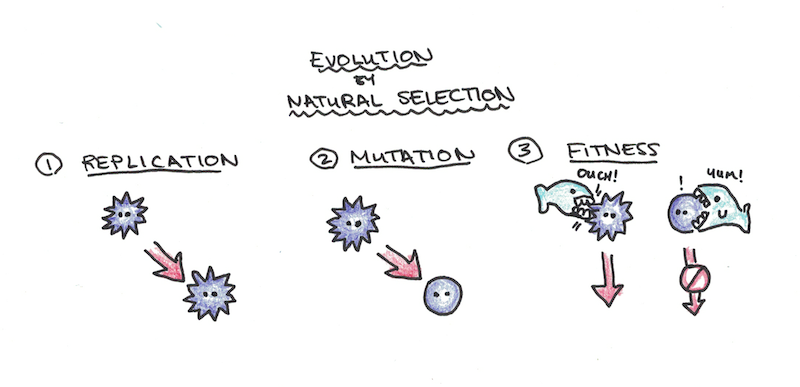 EVOLUTION
BY
NATURAL SELECTION
1 REPLICATION
2 MUTATION
3 FITNESS
OUCH!
! YUM!